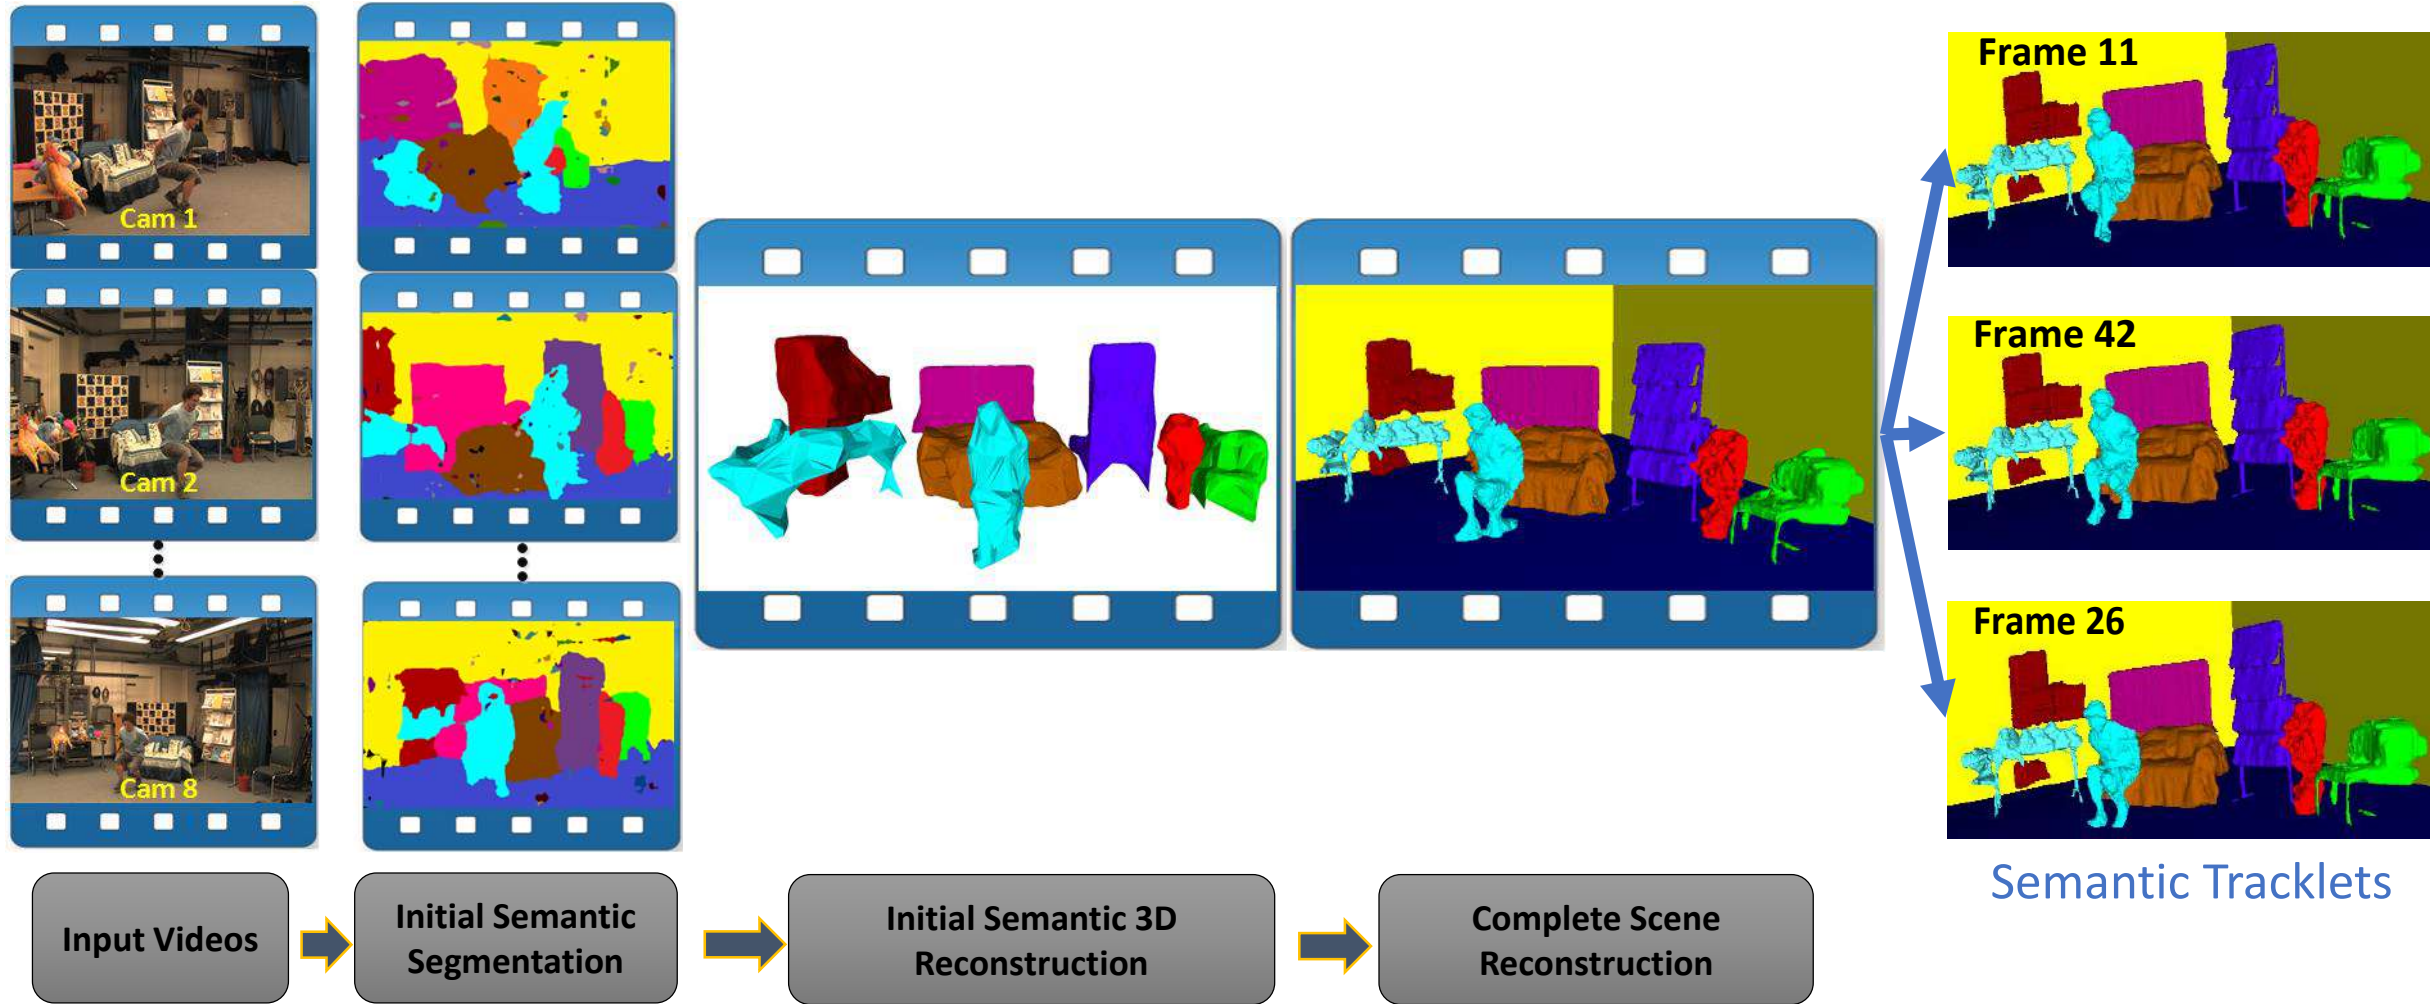 Cam 1
Cam 2
Cam 8
Frame 11
Frame 42
Frame 26
Semantic Tracklets
Input Videos
Initial Semantic
Segmentation
Initial Semantic 3D
Reconstruction
Complete Scene
Reconstruction